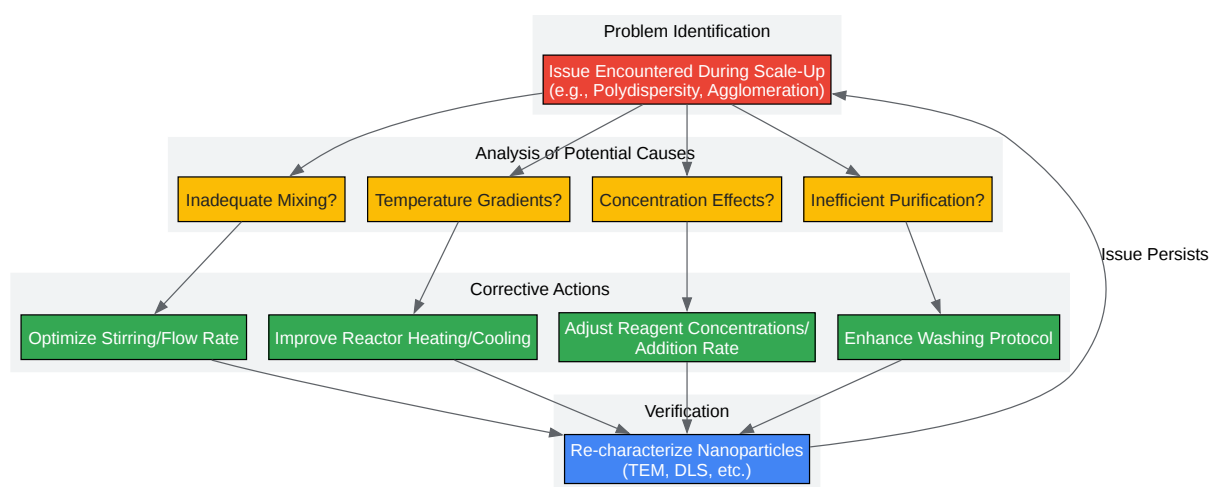 Problem Identification
Issue Encountered During Scale-Up
(e.g., Polydispersity, Agglomeration)
Analysis of Potential Causes
Inadequate Mixing?
Temperature Gradients?
Concentration Effects?
Inefficient Purification?
Issue Persists
Corrective Actions
Optimize Stirring/Flow Rate
Improve Reactor Heating/Cooling
Adjust Reagent Concentrations/
Addition Rate
Enhance Washing Protocol
Verification
Re-characterize Nanoparticles
(TEM, DLS, etc.)